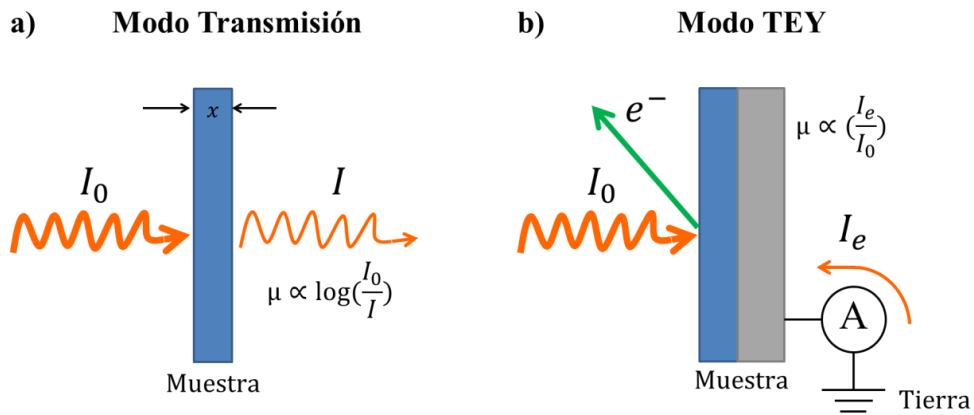 a) Modo Transmisión
x
I₀
I
μ ∝ log(I₀/I)
Muestra
b) Modo TEY
e⁻
μ ∝ (Iₑ/I₀)
I₀
Iₑ
A
Muestra
Tierra